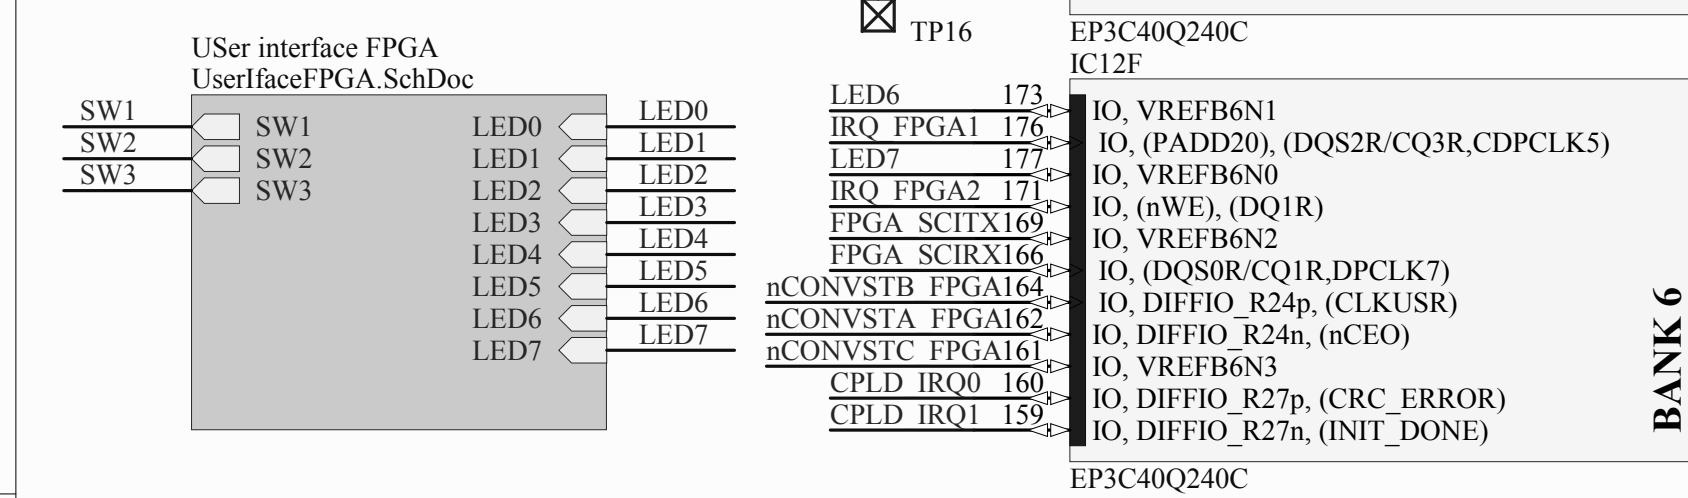 TP16
EP3C40Q240C
IC12F
USer interface FPGA
UserIfaceFPGA.SchDoc
SW1 SW1 LED0 LED0
SW2 SW2 LED1 LED1
SW3 SW3 LED2 LED2
LED3 LED3
LED4 LED4
LED5 LED5
LED6 LED6
LED7 LED7
LED6 173 IO, VREFB6N1
IRQ_FPGA1 176 IO, (PADD20), (DQS2R/CQ3R,CDPCLK5)
LED7 177 IO, VREFB6N0
IRQ_FPGA2 171 IO, (nWE), (DQ1R)
FPGA_SCITX 169 IO, VREFB6N2
FPGA_SCIRX 166 IO, (DQS0R/CQ1R,DPCLK7)
nCONVSTB_FPGA 164 IO, DIFFIO_R24p, (CLKUSR)
nCONVSTA_FPGA 162 IO, DIFFIO_R24n, (nCEO)
nCONVSTC_FPGA 161 IO, VREFB6N3
CPLD_IRQ0 160 IO, DIFFIO_R27p, (CRC_ERROR)
CPLD_IRQ1 159 IO, DIFFIO_R27n, (INIT_DONE)
BANK 6
EP3C40Q240C